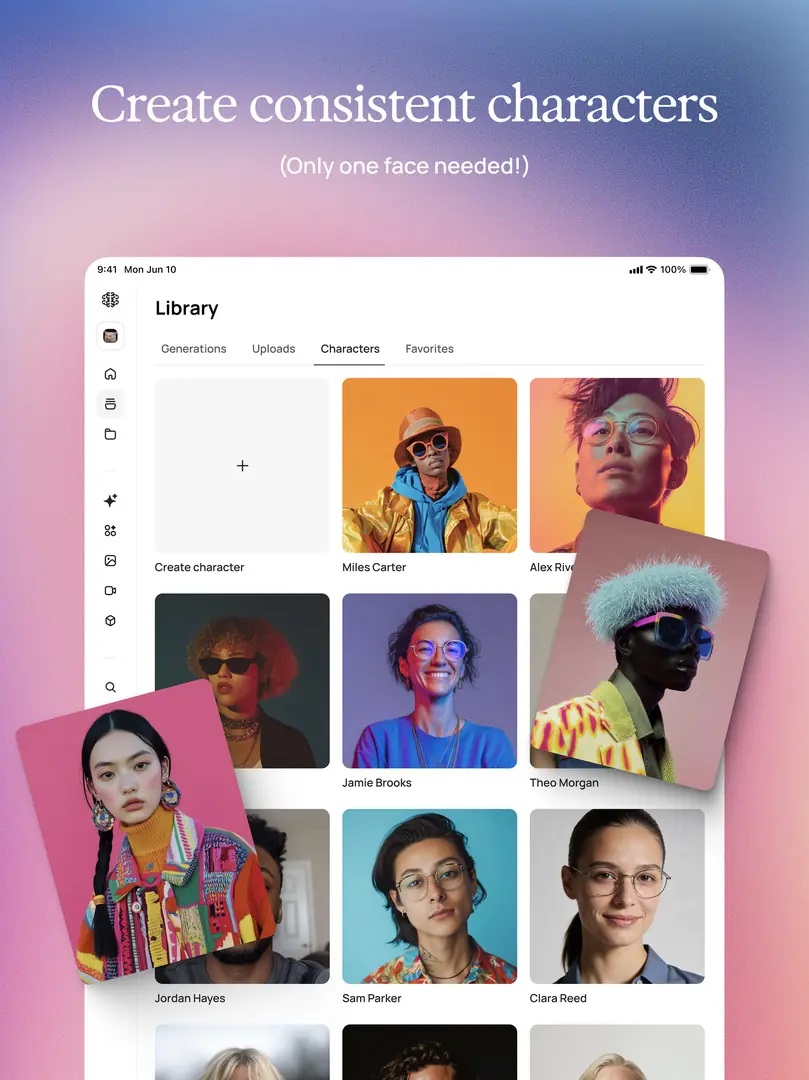 Create consistent characters
(Only one face needed!)
9:41 Mon Jun 10
100%
Library
Generations Uploads Characters Favorites
Create character
Miles Carter
Alex
Jamie Brooks
Theo Morgan
Jordan Hayes
Sam Parker
Clara Reed